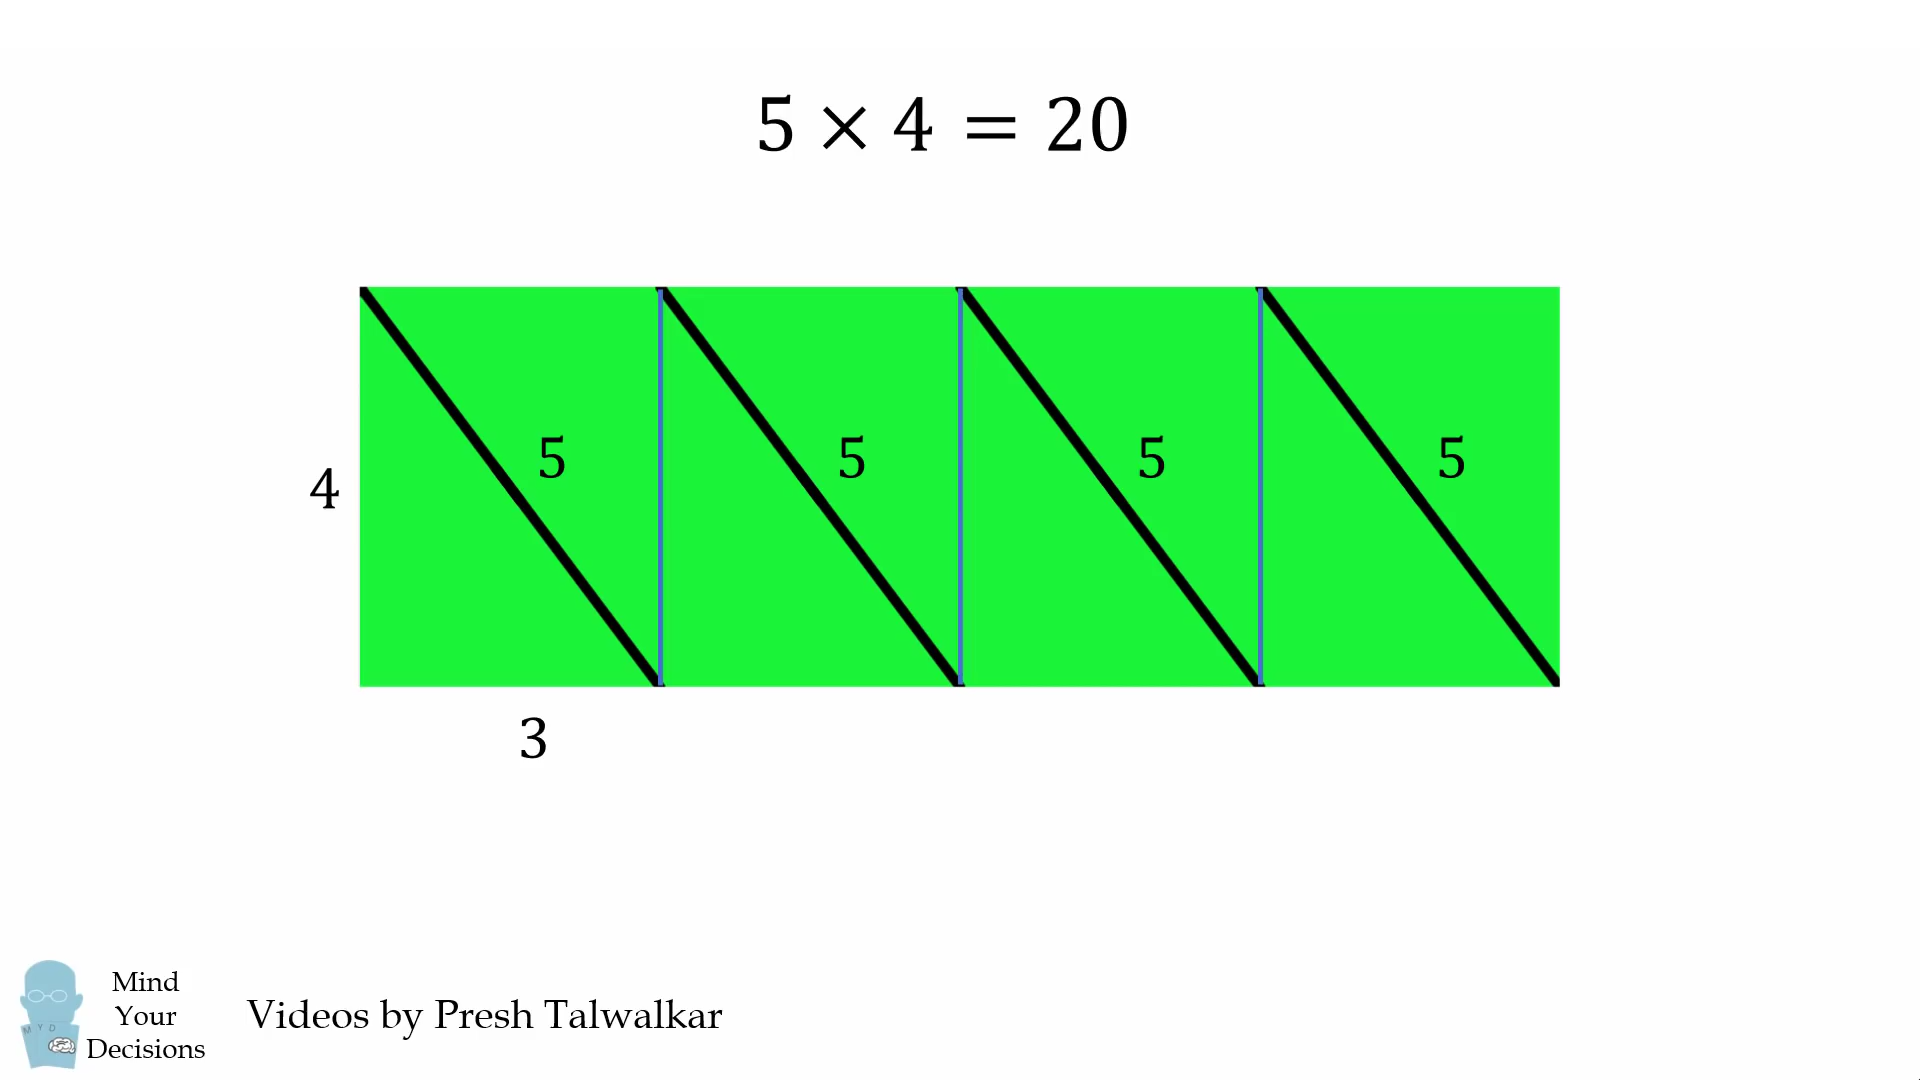 5 × 4 = 20
5 5 5 5
4
3
Mind
Your
Decisions
M Y D
Videos by Presh Talwalkar